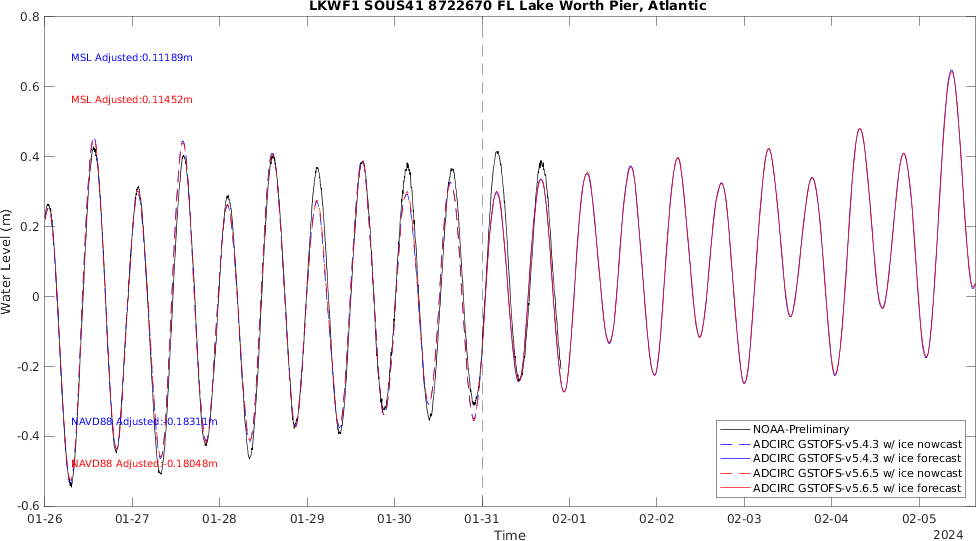 LKWF1 SOUS41 8722670 FL Lake Worth Pier, Atlantic
0.8
0.6
0.4
0.2
0
-0.2
-0.4
-0.6
Water Level (m)
MSL Adjusted:0.11189m
MSL Adjusted:0.11452m
NAVD88 Adjusted:-0.18311m
NAVD88 Adjusted:-0.18048m
NOAA-Preliminary
ADCIRC GSTOFS-v5.4.3 w/ ice nowcast
ADCIRC GSTOFS-v5.4.3 w/ ice forecast
ADCIRC GSTOFS-v5.6.5 w/ ice nowcast
ADCIRC GSTOFS-v5.6.5 w/ ice forecast
01-26 01-27 01-28 01-29 01-30 01-31 02-01 02-02 02-03 02-04 02-05
Time
2024